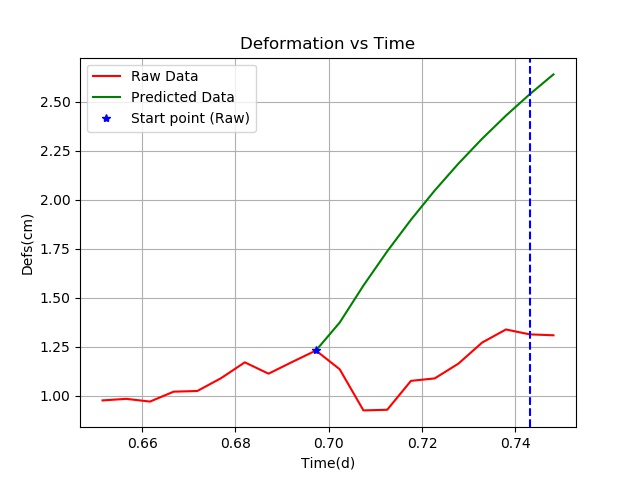 Deformation vs Time
Raw Data
Predicted Data
Start point (Raw)
Defs(cm)
2.50
2.25
2.00
1.75
1.50
1.25
1.00
0.66 0.68 0.70 0.72 0.74
Time(d)